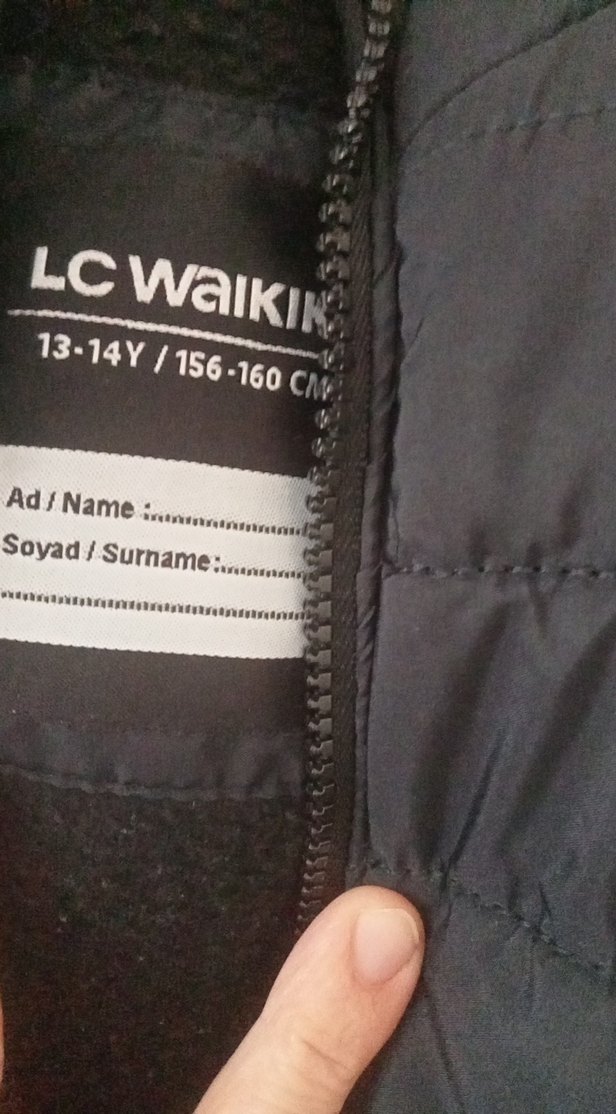 LC WAIKIK
13-14Y / 156-160 CM
Ad / Name :
Soyad / Surname: